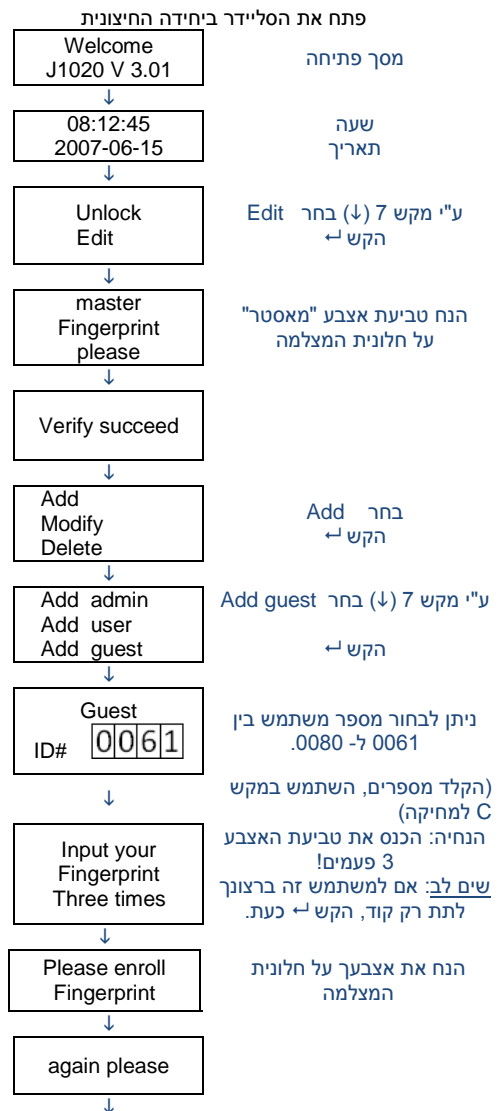 פתח את הסליידר ביחידה החיצונית
Welcome
J1020 V 3.01
מסך פתיחה
↓
08:12:45
2007-06-15
שעה
תאריך
↓
Unlock
Edit
ע"י מקש 7 (↓) בחר Edit
הקש ↵
↓
master
Fingerprint
please
הנח טביעת אצבע "מאסטר"
על חלונית המצלמה
↓
Verify succeed
↓
Add
Modify
Delete
בחר Add
הקש ↵
↓
Add admin
Add user
Add guest
ע"י מקש 7 (↓) בחר Add guest
הקש ↵
↓
Guest
ID# 0061
ניתן לבחור מספר משתמש בין
0061 ל- 0080.
↓
(הקלד מספרים, השתמש במקש
C למחיקה)
Input your
Fingerprint
Three times
הנחיה: הכנס את טביעת האצבע
3 פעמים!
שים לב: אם למשתמש זה ברצונך
לתת רק קוד, הקש ↵ כעת.
↓
Please enroll
Fingerprint
הנח את אצבעך על חלונית
המצלמה
↓
again please
↓